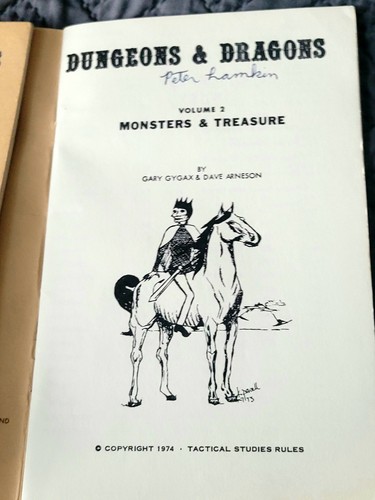 DUNGEONS & DRAGONS
Peter Lamkin
VOLUME 2
MONSTERS & TREASURE
BY
GARY GYGAX & DAVE ARNESON
© COPYRIGHT 1974 · TACTICAL STUDIES RULES